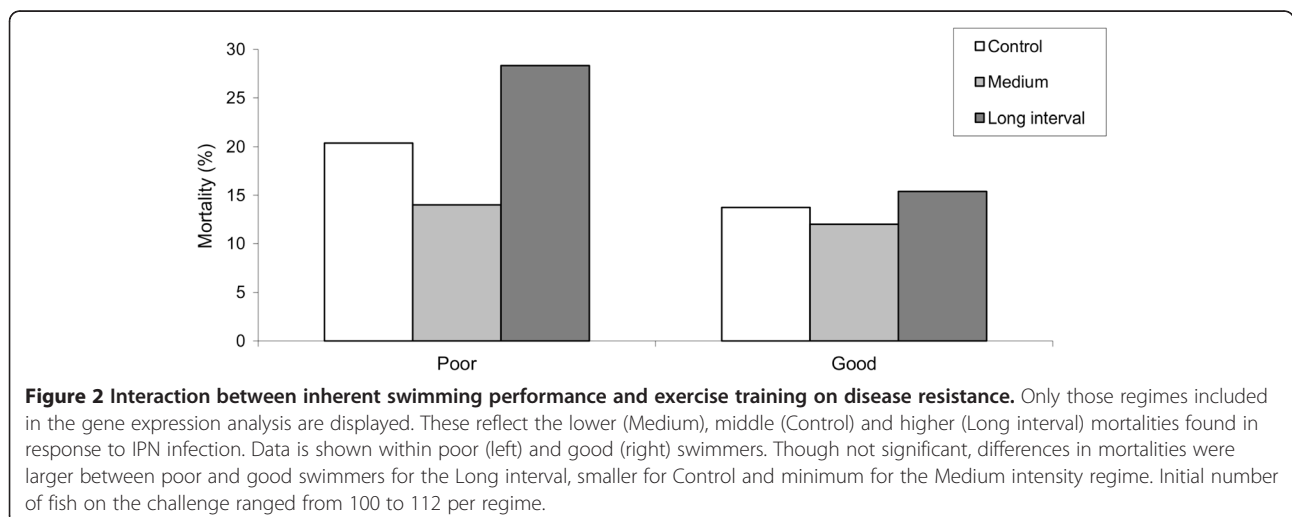 30
25
20
15
10
5
0
Mortality (%)
Control
Medium
Long interval
Poor
Good
Figure 2 Interaction between inherent swimming performance and exercise training on disease resistance. Only those regimes included
in the gene expression analysis are displayed. These reflect the lower (Medium), middle (Control) and higher (Long interval) mortalities found in
response to IPN infection. Data is shown within poor (left) and good (right) swimmers. Though not significant, differences in mortalities were
larger between poor and good swimmers for the Long interval, smaller for Control and minimum for the Medium intensity regime. Initial number
of fish on the challenge ranged from 100 to 112 per regime.